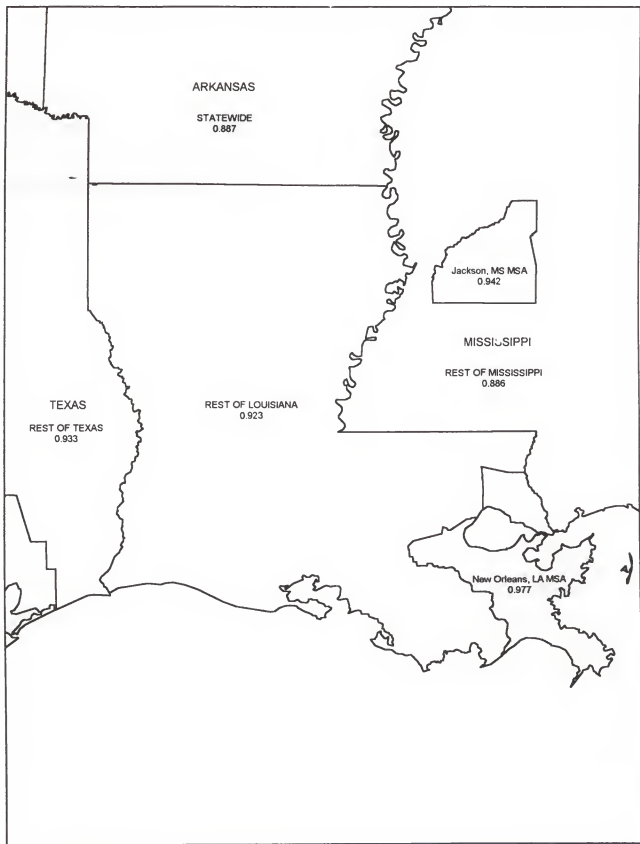 ARKANSAS
STATEWIDE
0.887
Jackson, MS MSA
0.942
MISSISSIPPI
REST OF MISSISSIPPI
0.886
TEXAS
REST OF TEXAS
0.933
REST OF LOUISIANA
0.923
New Orleans, LA MSA
0.977